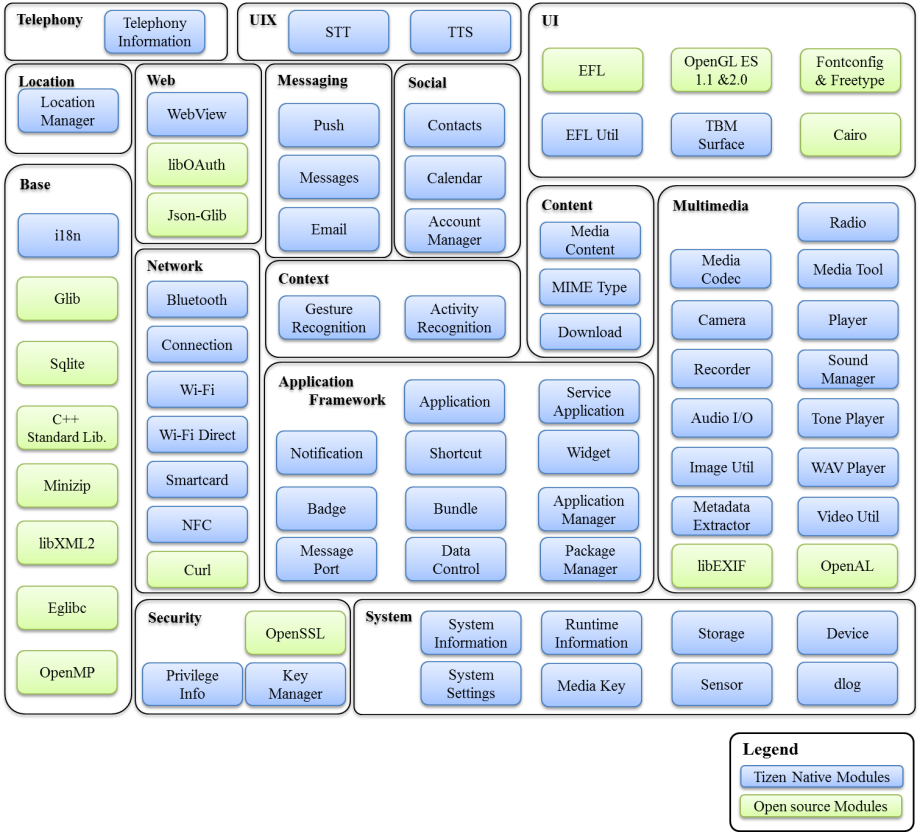 Telephony
Telephony
Information
UIX
STT
TTS
UI
EFL
OpenGL ES
1.1 &2.0
Fontconfig
& Freetype
EFL Util
TBM
Surface
Cairo
Location
Location
Manager
Web
WebView
libOAuth
Json-Glib
Messaging
Push
Messages
Email
Social
Contacts
Calendar
Account
Manager
Base
i18n
Glib
Sqlite
C++
Standard Lib.
Minizip
libXML2
Eglibc
OpenMP
Network
Bluetooth
Connection
Wi-Fi
Wi-Fi Direct
Smartcard
NFC
Curl
Context
Gesture
Recognition
Activity
Recognition
Content
Media
Content
MIME Type
Download
Multimedia
Radio
Media
Codec
Media Tool
Camera
Player
Recorder
Sound
Manager
Audio I/O
Tone Player
Image Util
WAV Player
Metadata
Extractor
Video Util
libEXIF
OpenAL
Application
Framework
Application
Service
Application
Notification
Shortcut
Widget
Badge
Bundle
Application
Manager
Message
Port
Data
Control
Package
Manager
Security
OpenSSL
Privilege
Info
Key
Manager
System
System
Information
Runtime
Information
Storage
Device
System
Settings
Media Key
Sensor
dlog
Legend
Tizen Native Modules
Open source Modules